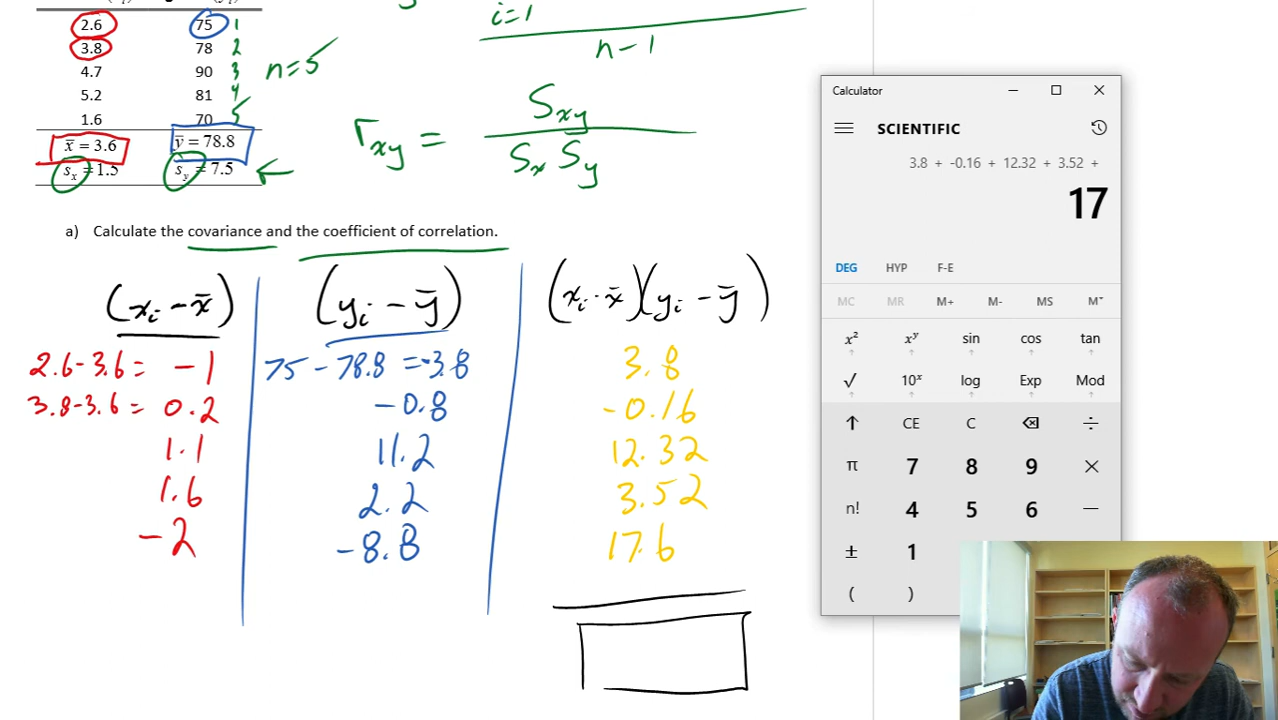 2.6 75 1
3.8 78 2
4.7 90 3
5.2 81 4
1.6 70 5
x̄ = 3.6 ȳ = 78.8
sx = 1.5 sy = 7.5
n=5
i=1
n-1
rxy = Sxy
Sx Sy
a) Calculate the covariance and the coefficient of correlation.
(xi - x̄) (yi - ȳ) (xi - x̄)(yi - ȳ)
2.6-3.6= -1 75-78.8=-3.8 3.8
3.8-3.6= 0.2 -0.8 -0.16
1.1 11.2 12.32
1.6 2.2 3.52
-2 -8.8 17.6
Calculator
SCIENTIFIC
3.8 + -0.16 + 12.32 + 3.52 +
17
DEG HYP F-E
MC MR M+ M- MS M˅
x² xʸ sin cos tan
√ 10ˣ log Exp Mod
↑ CE C ⌫ ÷
π 7 8 9 ×
n! 4 5 6 −
± 1
( )